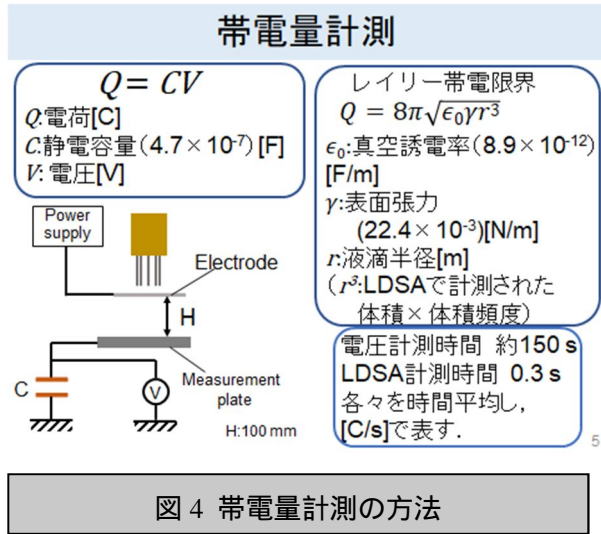 帯電量計測
Q = CV
Q:電荷[C]
C:静電容量(4.7×10⁻⁷)[F]
V: 電圧[V]
レイリー帯電限界
Q = 8π√ϵ₀γr³
ϵ₀:真空誘電率(8.9×10⁻¹²)
[F/m]
γ:表面張力
(22.4×10⁻³)[N/m]
r:液滴半径[m]
(r³:LDSAで計測された
体積×体積頻度)
Power
supply
Electrode
H
C
V
Measurement
plate
H:100 mm
電圧計測時間 約150 s
LDSA計測時間 0.3 s
各々を時間平均し,
[C/s]で表す.
5
図 4 帯電量計測の方法